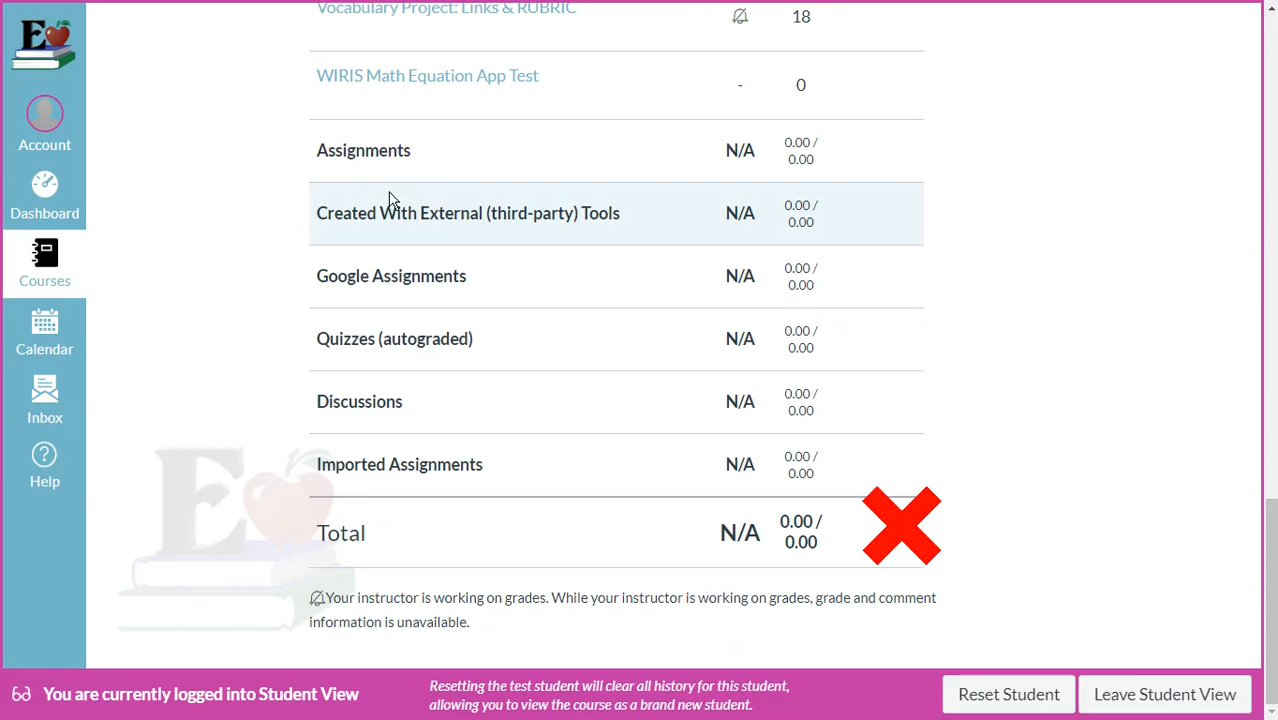 Vocabulary Project: Links & RUBRIC 18
WIRIS Math Equation App Test - 0
Assignments N/A 0.00 /
0.00
Created With External (third-party) Tools N/A 0.00 /
0.00
Google Assignments N/A 0.00 /
0.00
Quizzes (autograded) N/A 0.00 /
0.00
Discussions N/A 0.00 /
0.00
Imported Assignments N/A 0.00 /
0.00
Total N/A 0.00 /
0.00
Your instructor is working on grades. While your instructor is working on grades, grade and comment
information is unavailable.
E
Account
Dashboard
Courses
Calendar
Inbox
Help
E
You are currently logged into Student View
Resetting the test student will clear all history for this student,
allowing you to view the course as a brand new student.
Reset Student
Leave Student View